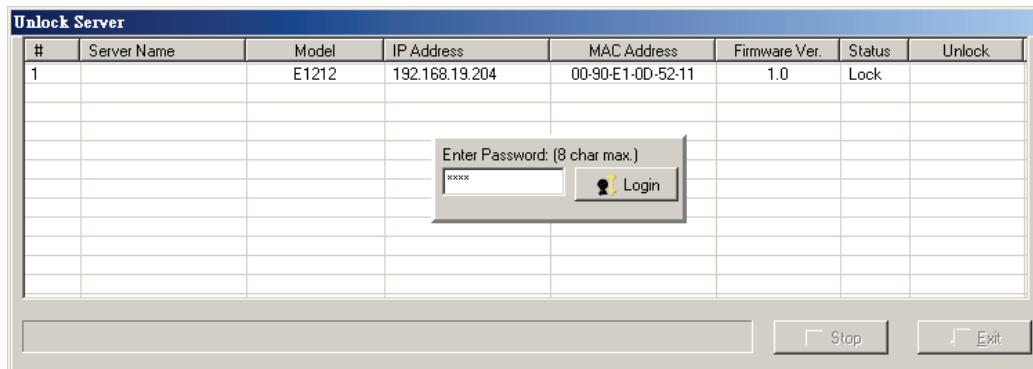 Unlock Server
# Server Name Model IP Address MAC Address Firmware Ver. Status Unlock
1 E1212 192.168.19.204 00-90-E1-0D-52-11 1.0 Lock
Enter Password: (8 char max.)
xxxx Login
Stop Exit